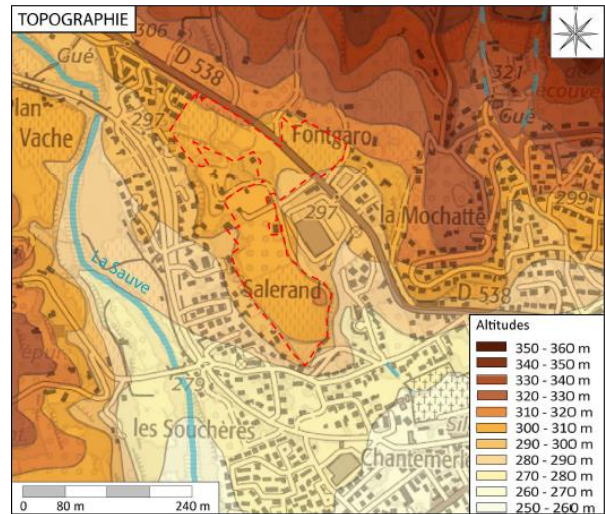 TOPOGRAPHIE
306
Gué
D 538
321
Gué
Plan
Vache
297
Fontgaro
297
la Mochatte
299
La Sauve
Salerand
D 538
279
les Souchères
Chantemerle
Altitudes
350 - 360 m
340 - 350 m
330 - 340 m
320 - 330 m
310 - 320 m
300 - 310 m
290 - 300 m
280 - 290 m
270 - 280 m
260 - 270 m
250 - 260 m
0 80 m 240 m